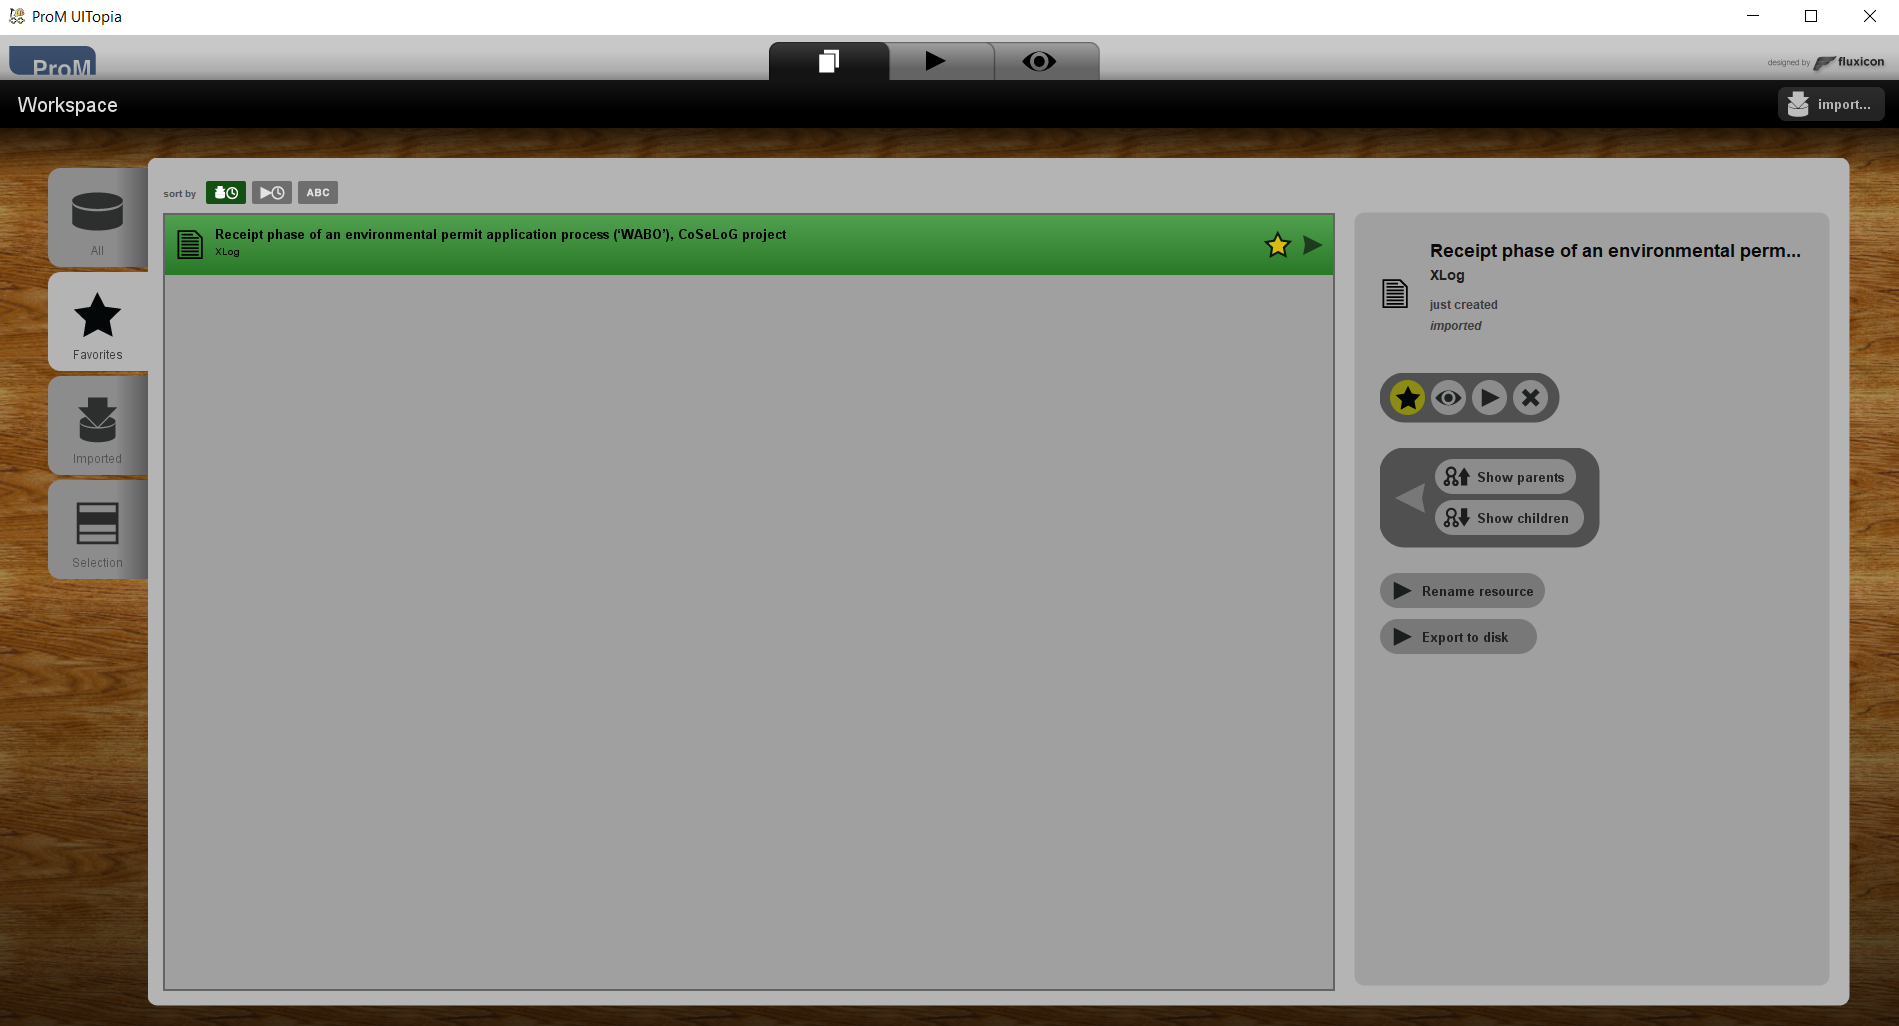 ProM UITopia
ProM
designed by fluxicon
Workspace
import...
All
Favorites
Imported
Selection
sort by
ABC
Receipt phase of an environmental permit application process (‘WABO’), CoSeLoG project
XLog
Receipt phase of an environmental perm...
XLog
just created
imported
Show parents
Show children
Rename resource
Export to disk